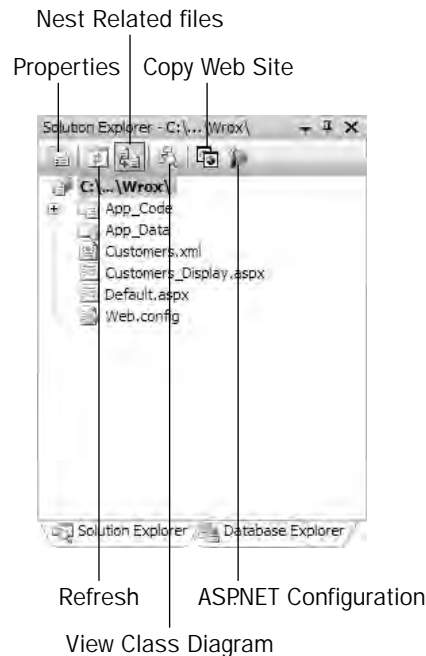 Nest Related files
Properties Copy Web Site
Solution Explorer - C:\...\Wrox\
C:\...\Wrox\
App_Code
App_Data
Customers.xml
Customers_Display.aspx
Default.aspx
Web.config
Solution Explorer Database Explorer
Refresh ASP.NET Configuration
View Class Diagram